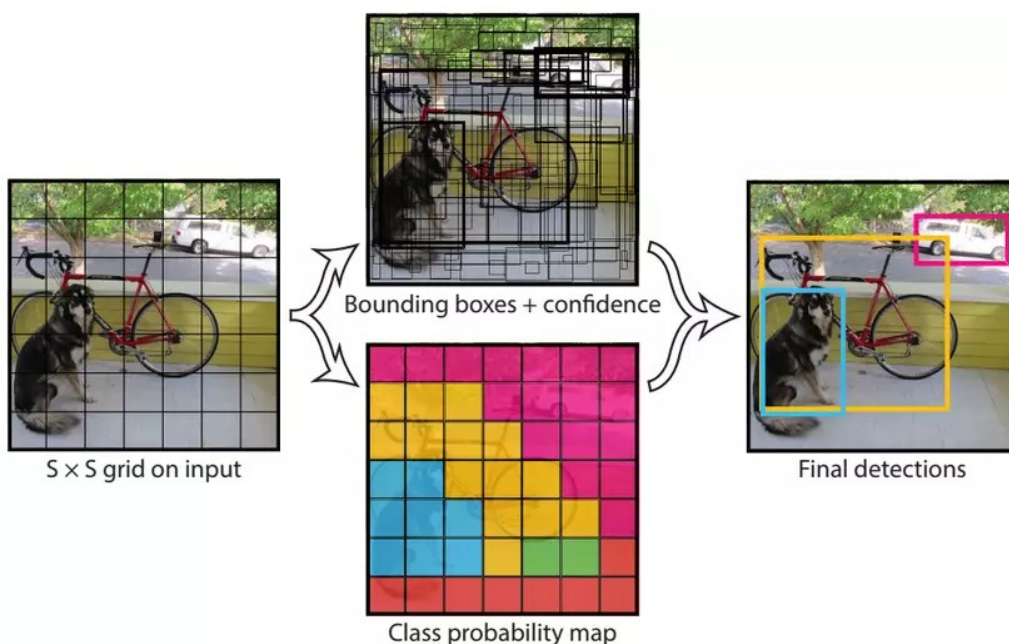 S × S grid on input
Bounding boxes + confidence
Class probability map
Final detections